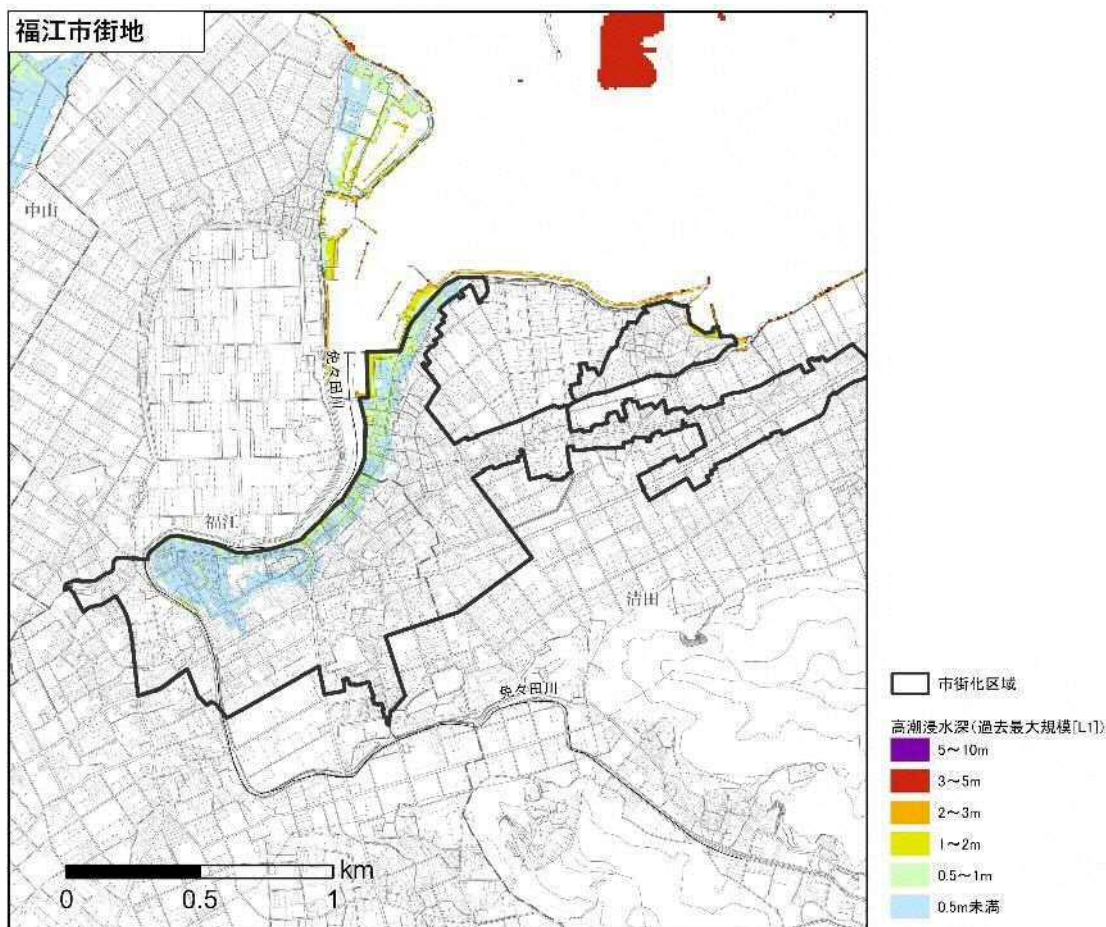 福江市街地
中山
免々田川
福江
清田
免々田川
km
0 0.5 1
市街化区域
高潮浸水深(過去最大規模[L1])
5～10m
3～5m
2～3m
1～2m
0.5～1m
0.5m未満